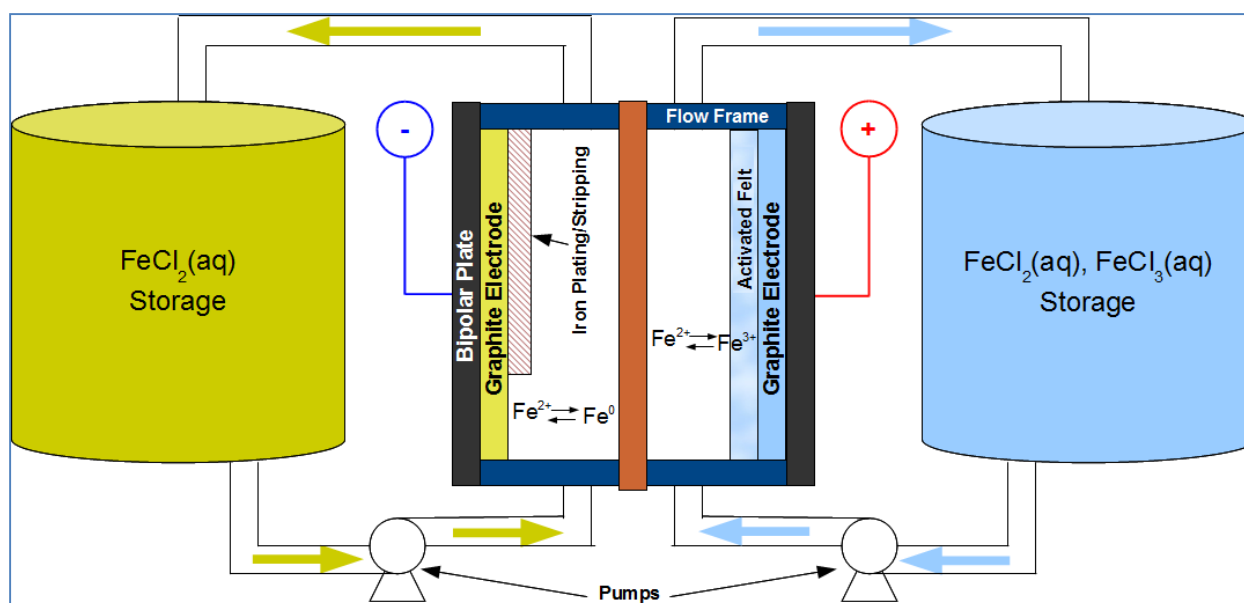 -
+
Flow Frame
FeCl₂(aq)
Storage
Bipolar Plate
Graphite Electrode
Iron Plating/Stripping
Activated Felt
Graphite Electrode
FeCl₂(aq), FeCl₃(aq)
Storage
Fe²⁺ ⇄ Fe³⁺
Fe²⁺ ⇄ Fe⁰
Pumps